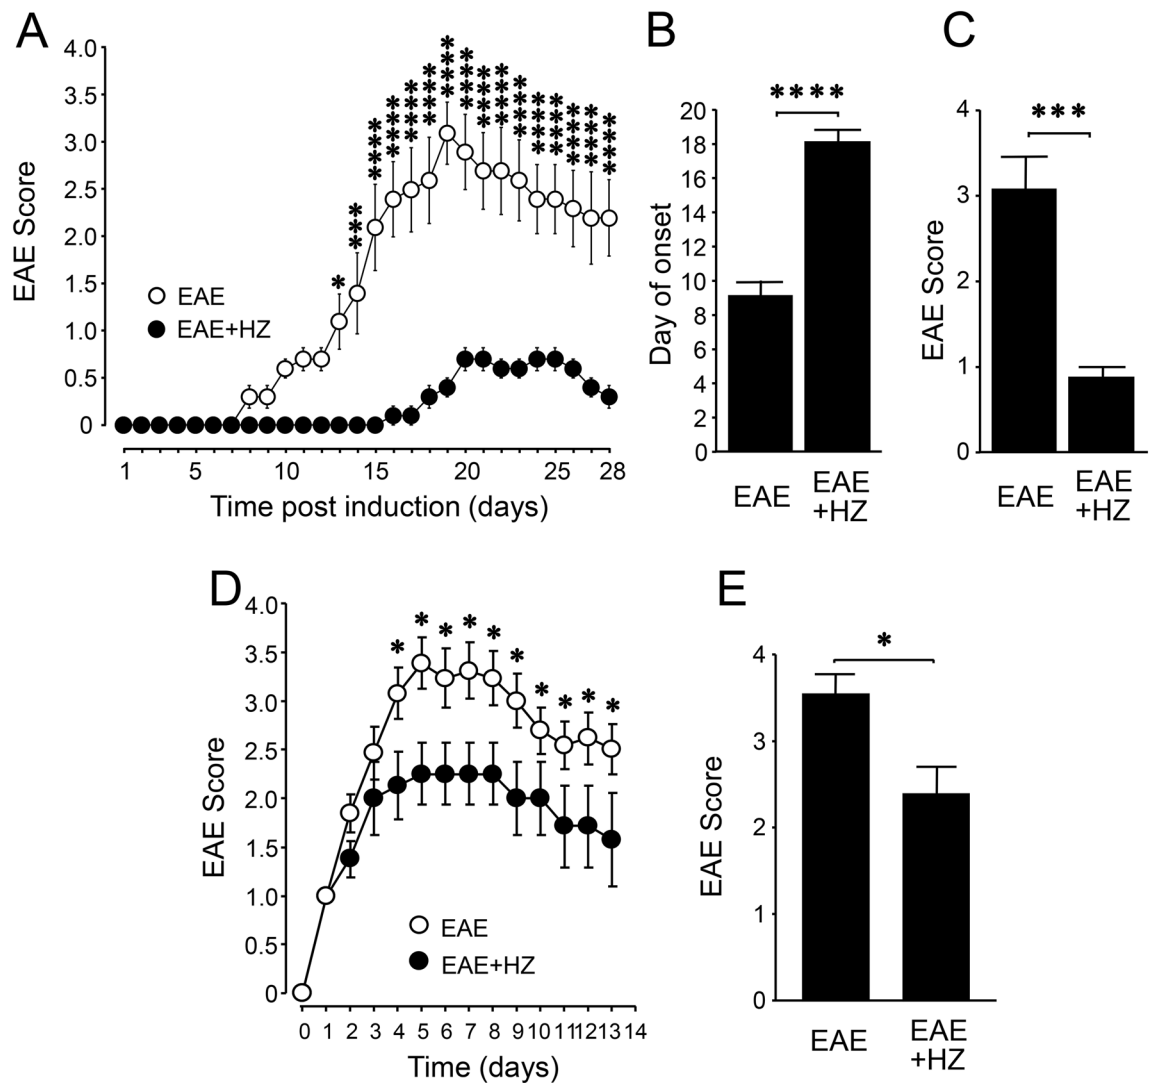 A
4.0
3.5
3.0
2.5
2.0
1.5
1.0
0.5
0
EAE Score
* *** **** **** **** **** **** **** **** **** **** **** **** **** **** ****
EAE
EAE+HZ
1 5 10 15 20 25 28
Time post induction (days)
B
****
20
18
16
14
12
10
8
6
4
2
0
Day of onset
EAE EAE
+HZ
C
***
4
3
2
1
0
EAE Score
EAE EAE
+HZ
D
4.0
3.5
3.0
2.5
2.0
1.5
1.0
0.5
0
EAE Score
* * * * * * * * * *
EAE
EAE+HZ
0 1 2 3 4 5 6 7 8 9 10 11 12 13 14
Time (days)
E
*
4
3
2
1
0
EAE Score
EAE EAE
+HZ